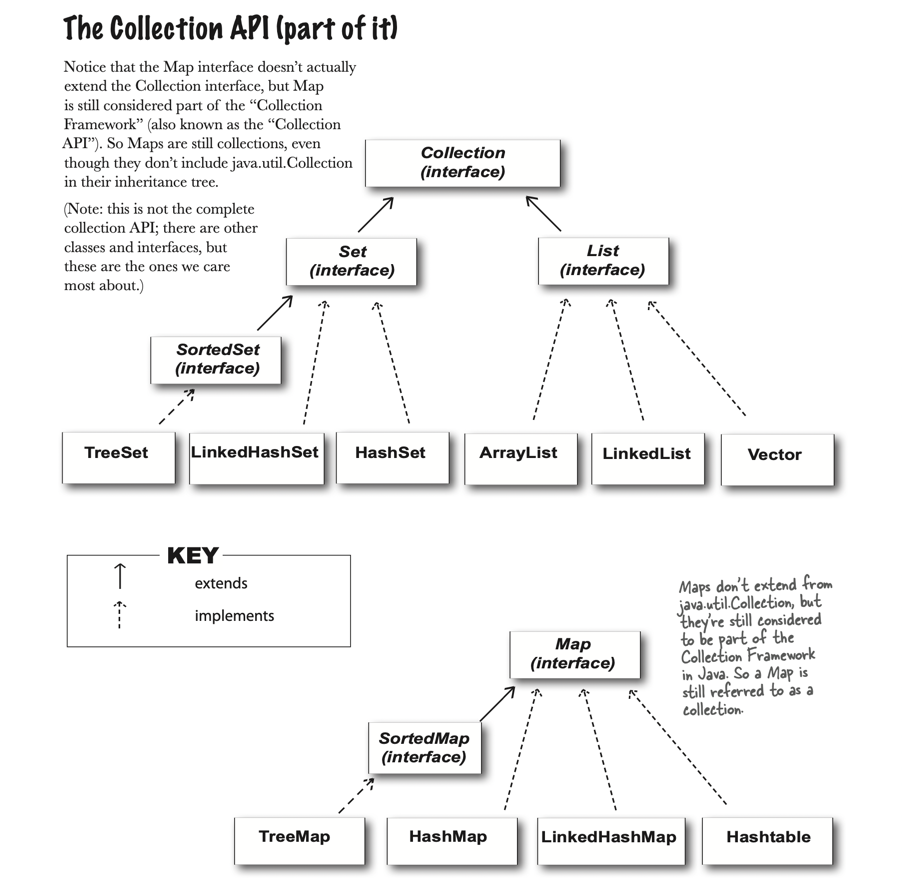 The Collection API (part of it)
Notice that the Map interface doesn’t actually
extend the Collection interface, but Map
is still considered part of the “Collection
Framework” (also known as the “Collection
API”). So Maps are still collections, even
though they don’t include java.util.Collection
in their inheritance tree.
(Note: this is not the complete
collection API; there are other
classes and interfaces, but
these are the ones we care
most about.)
Collection
(interface)
Set
(interface)
List
(interface)
SortedSet
(interface)
TreeSet
LinkedHashSet
HashSet
ArrayList
LinkedList
Vector
KEY
extends
implements
Maps don’t extend from
java.util.Collection, but
they’re still considered
to be part of the
Collection Framework
in Java. So a Map is
still referred to as a
collection.
Map
(interface)
SortedMap
(interface)
TreeMap
HashMap
LinkedHashMap
Hashtable